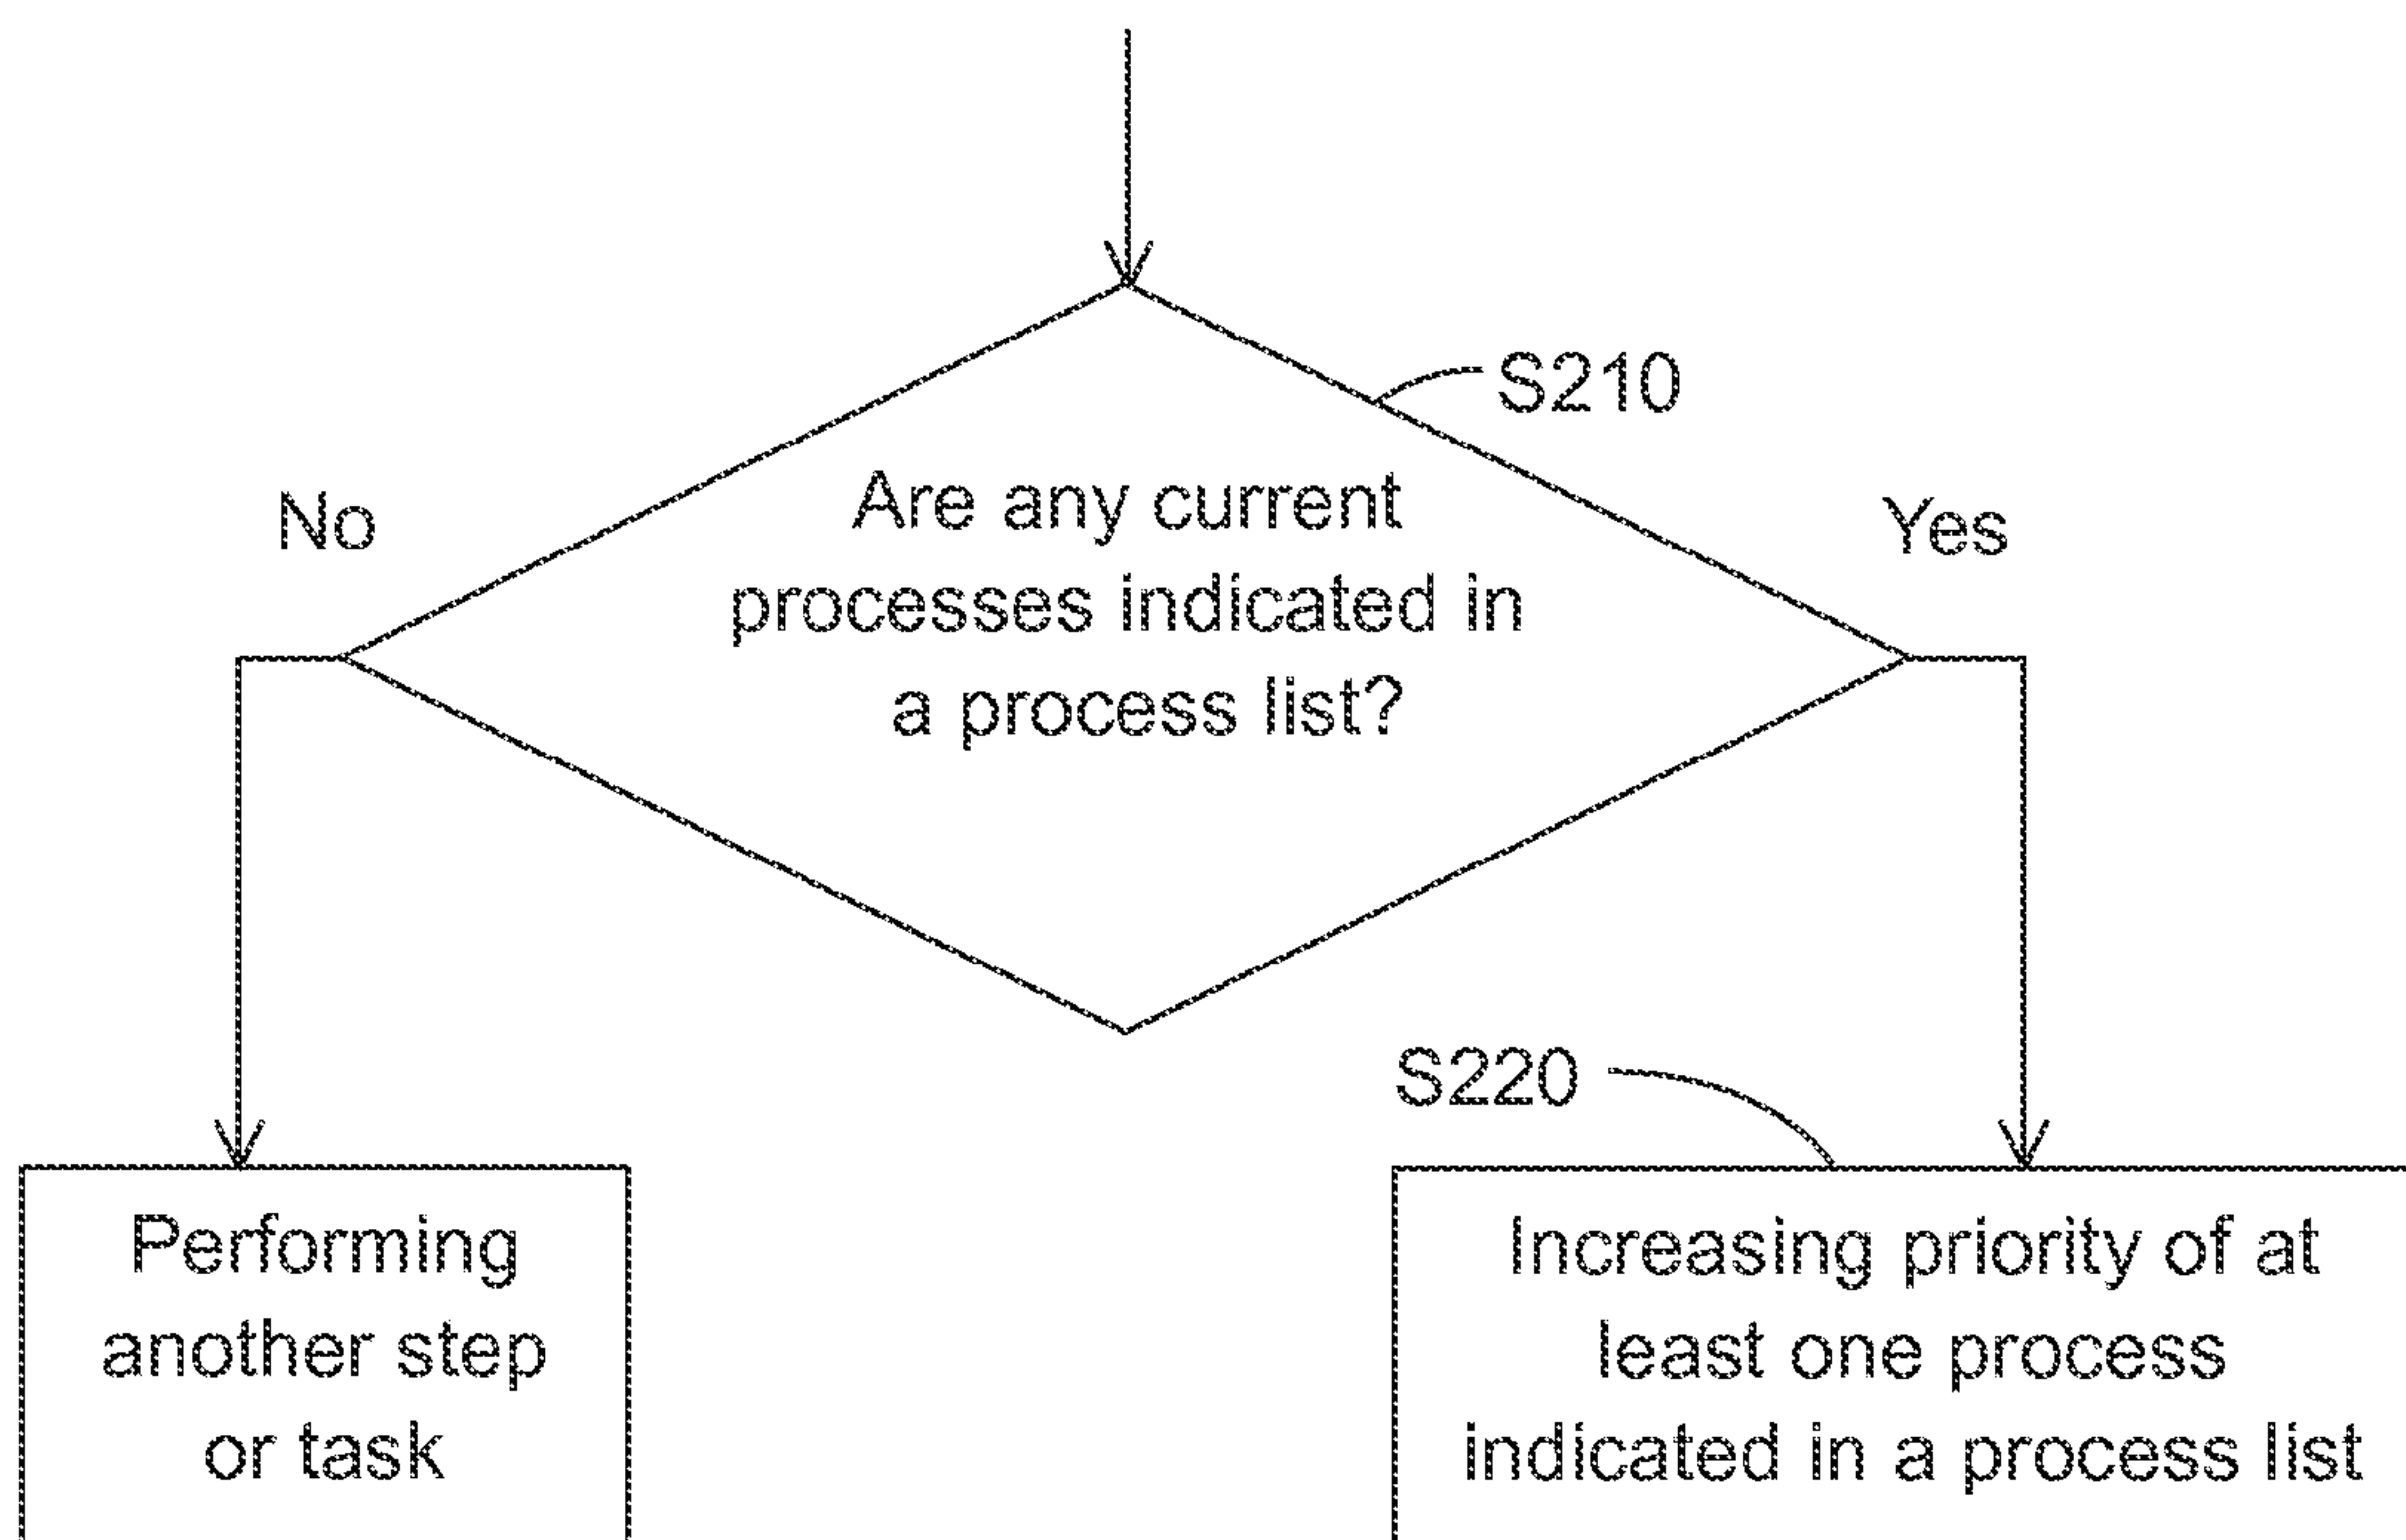 S210
Are any current
processes indicated in
a process list?
No
Yes
S220
Performing
another step
or task
Increasing priority of at
least one process
indicated in a process list